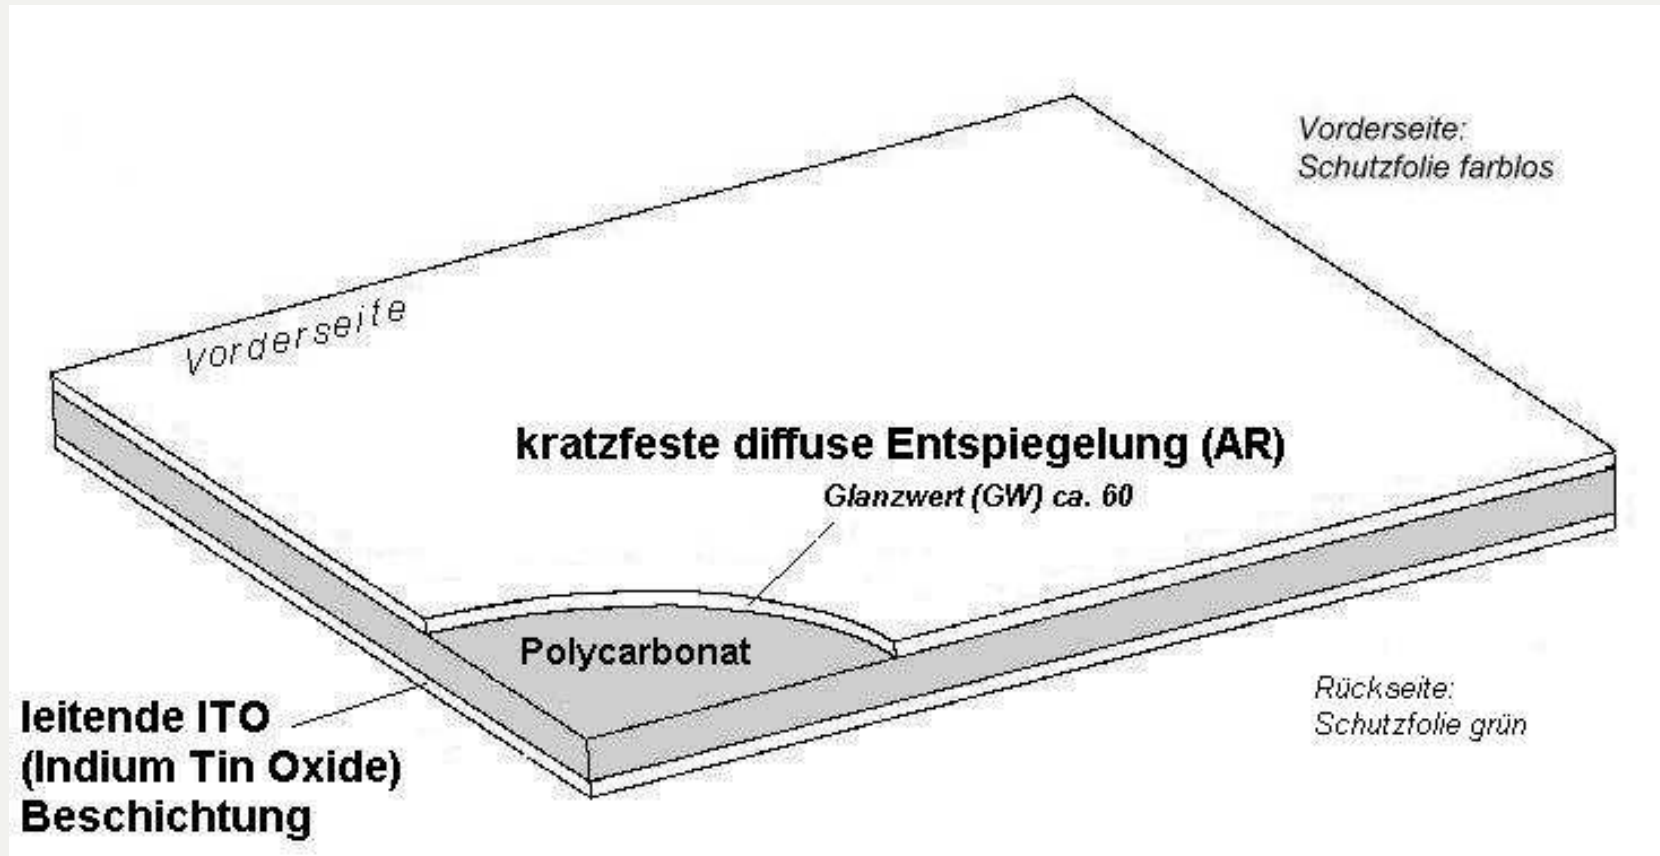 Vorderseite:
Schutzfolie farblos
Vorderseite
kratzfeste diffuse Entspiegelung (AR)
Glanzwert (GW) ca. 60
Polycarbonat
leitende ITO
(Indium Tin Oxide)
Beschichtung
Rückseite:
Schutzfolie grün